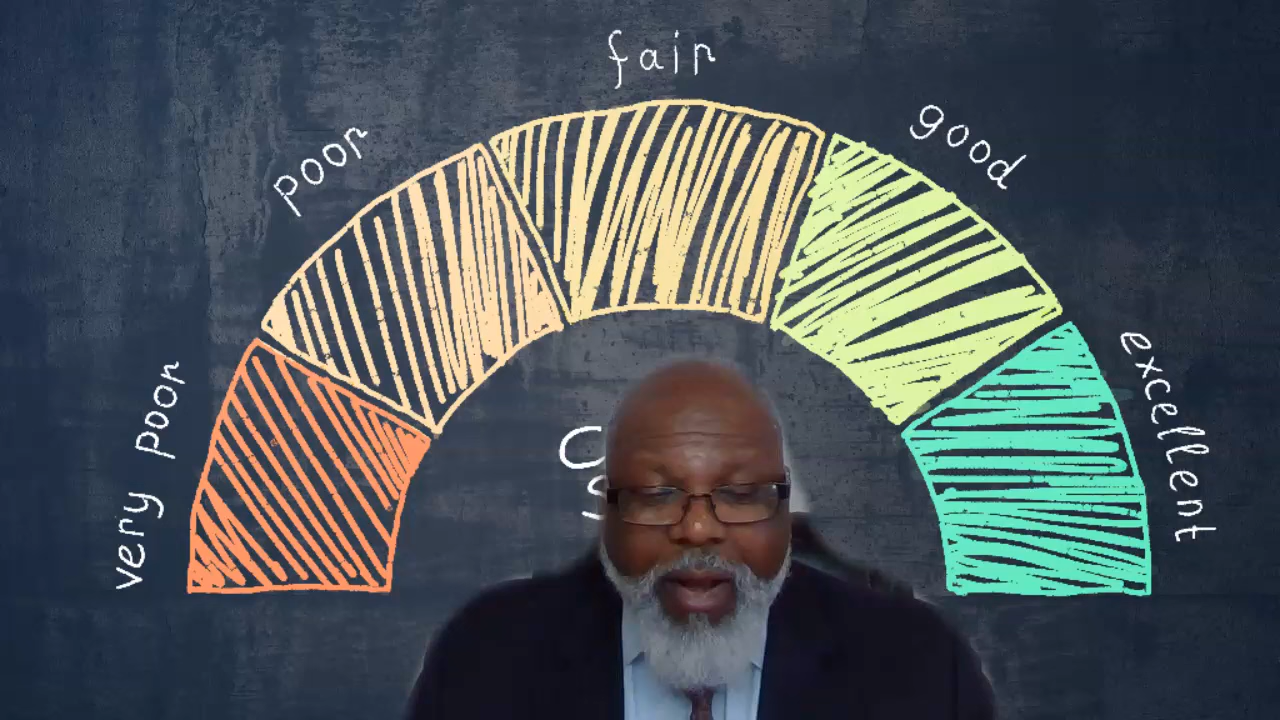 very poor
poor
fair
good
excellent